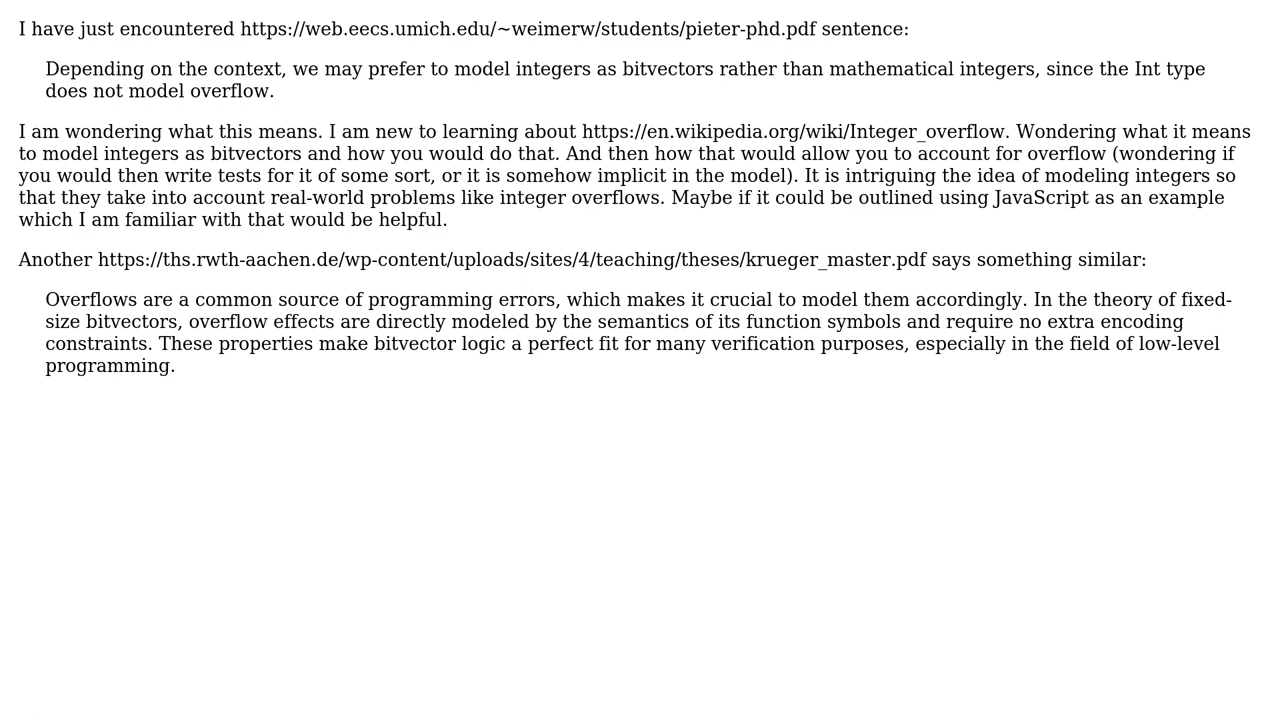 I have just encountered https://web.eecs.umich.edu/~weimerw/students/pieter-phd.pdf sentence:
Depending on the context, we may prefer to model integers as bitvectors rather than mathematical integers, since the Int type
does not model overflow.
I am wondering what this means. I am new to learning about https://en.wikipedia.org/wiki/Integer_overflow. Wondering what it means
to model integers as bitvectors and how you would do that. And then how that would allow you to account for overflow (wondering if
you would then write tests for it of some sort, or it is somehow implicit in the model). It is intriguing the idea of modeling integers so
that they take into account real-world problems like integer overflows. Maybe if it could be outlined using JavaScript as an example
which I am familiar with that would be helpful.
Another https://ths.rwth-aachen.de/wp-content/uploads/sites/4/teaching/theses/krueger_master.pdf says something similar:
Overflows are a common source of programming errors, which makes it crucial to model them accordingly. In the theory of fixed-
size bitvectors, overflow effects are directly modeled by the semantics of its function symbols and require no extra encoding
constraints. These properties make bitvector logic a perfect fit for many verification purposes, especially in the field of low-level
programming.